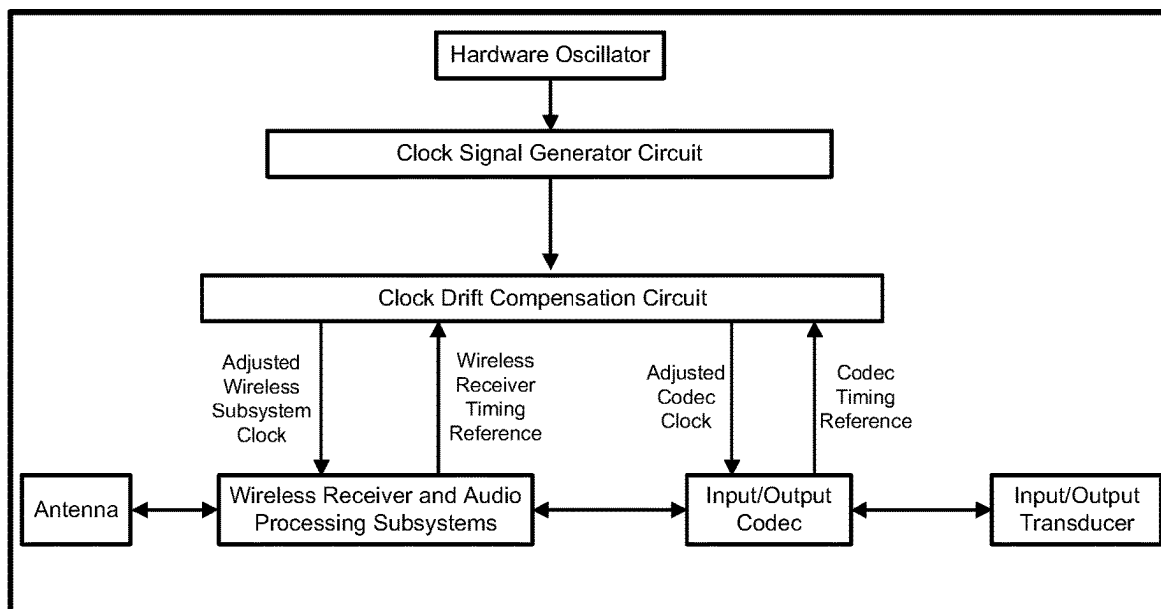 Hardware Oscillator
Clock Signal Generator Circuit
Clock Drift Compensation Circuit
Adjusted
Wireless
Subsystem
Clock
Wireless
Receiver
Timing
Reference
Adjusted
Codec
Clock
Codec
Timing
Reference
Antenna
Wireless Receiver and Audio
Processing Subsystems
Input/Output
Codec
Input/Output
Transducer